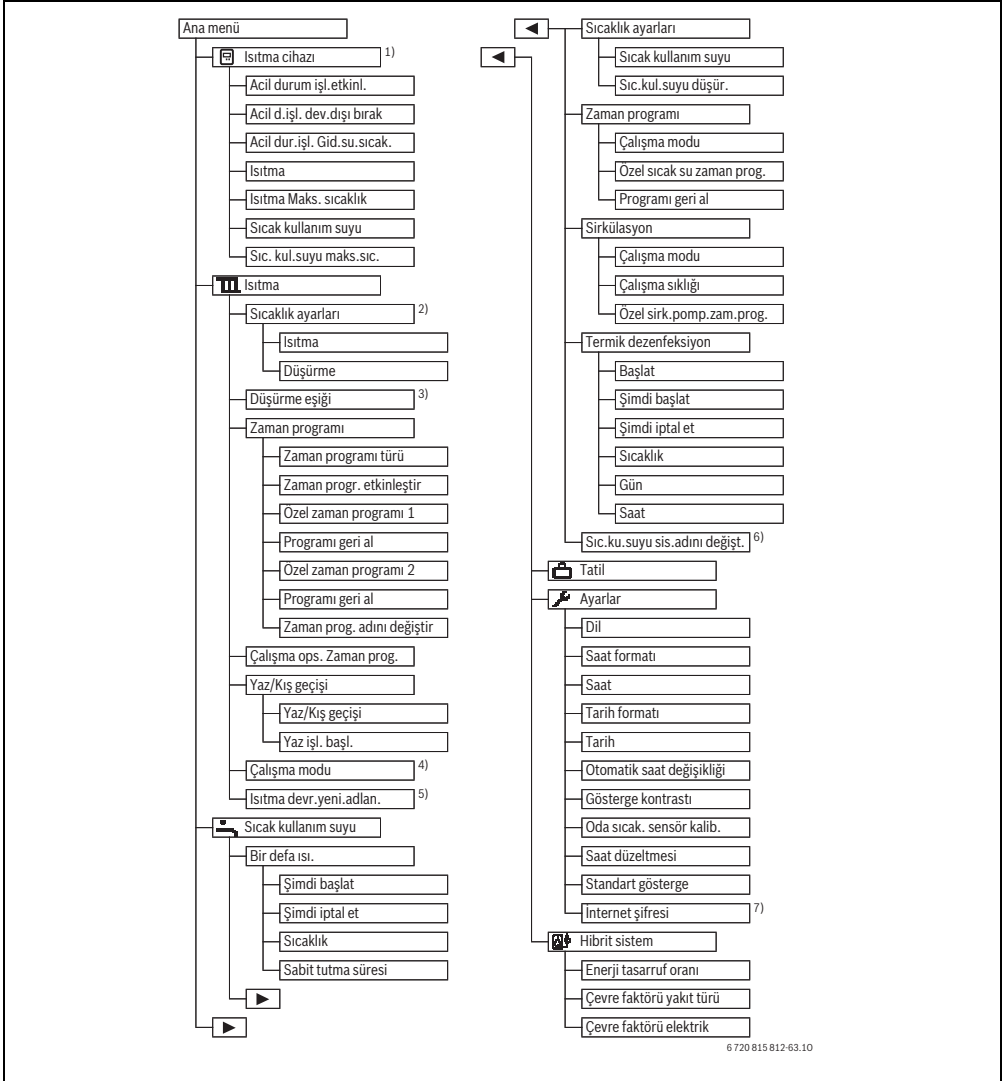 Ana menü
Isıtma cihazı 1)
Acil durum işl.etkinl.
Acil d.işl. dev.dışı bırak
Acil dur.işl. Gid.su.sıcak.
Isıtma
Isıtma Maks. sıcaklık
Sıcak kullanım suyu
Sıc. kul.suyu maks.sıc.
Isıtma
Sıcaklık ayarları 2)
Isıtma
Düşürme
Düşürme eşiği 3)
Zaman programı
Zaman programı türü
Zaman progr. etkinleştir
Özel zaman programı 1
Programı geri al
Özel zaman programı 2
Programı geri al
Zaman prog. adını değiştir
Çalışma ops. Zaman prog.
Yaz/Kış geçişi
Yaz/Kış geçişi
Yaz işl. başl.
Çalışma modu 4)
Isıtma devr.yeni.adlan. 5)
Sıcak kullanım suyu
Bir defa ısı.
Şimdi başlat
Şimdi iptal et
Sıcaklık
Sabit tutma süresi
Sıcaklık ayarları
Sıcak kullanım suyu
Sıc.kul.suyu düşür.
Zaman programı
Çalışma modu
Özel sıcak su zaman prog.
Programı geri al
Sirkülasyon
Çalışma modu
Çalışma sıklığı
Özel sirk.pomp.zam.prog.
Termik dezenfeksiyon
Başlat
Şimdi başlat
Şimdi iptal et
Sıcaklık
Gün
Saat
Sıc.ku.suyu sis.adını değişt. 6)
Tatil
Ayarlar
Dil
Saat formatı
Saat
Tarih formatı
Tarih
Otomatik saat değişikliği
Gösterge kontrastı
Oda sıcak. sensör kalib.
Saat düzeltmesi
Standart gösterge
İnternet şifresi 7)
Hibrit sistem
Enerji tasarruf oranı
Çevre faktörü yakıt türü
Çevre faktörü elektrik
6 720 815 812-63.1O